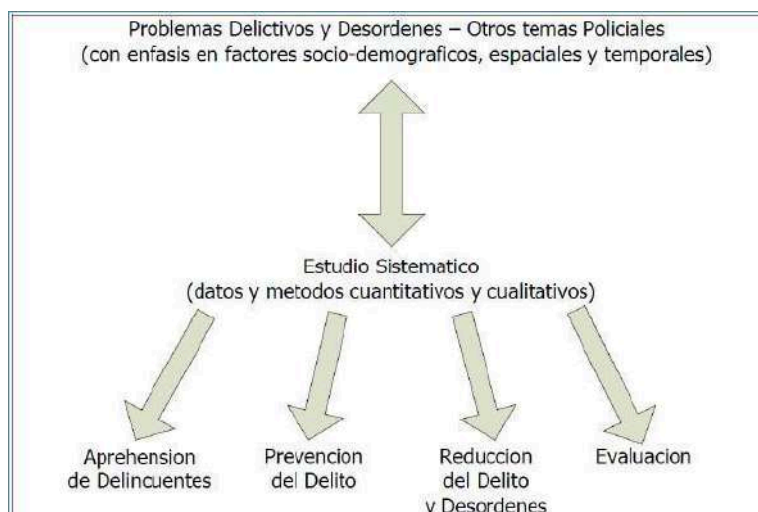 Problemas Delictivos y Desordenes – Otros temas Policiales
(con enfasis en factores socio-demograficos, espaciales y temporales)
Estudio Sistematico
(datos y metodos cuantitativos y cualitativos)
Aprehension
de Delincuentes
Prevencion
del Delito
Reduccion
del Delito
y Desordenes
Evaluacion